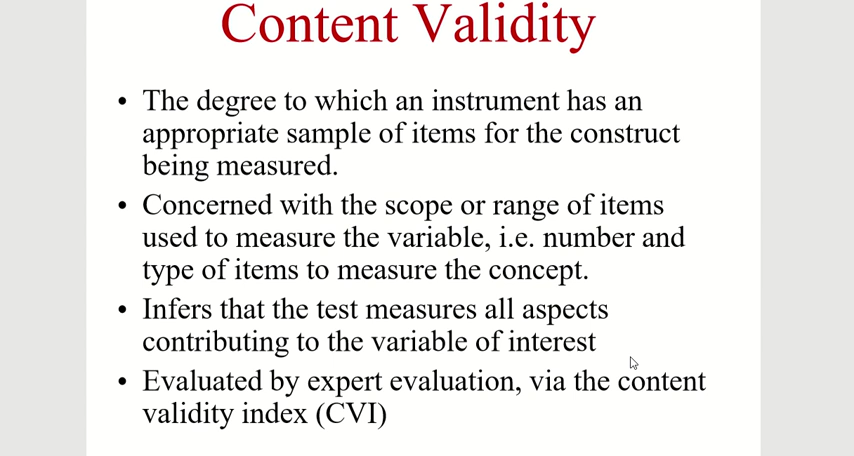 Content Validity
• The degree to which an instrument has an
appropriate sample of items for the construct
being measured.
• Concerned with the scope or range of items
used to measure the variable, i.e. number and
type of items to measure the concept.
• Infers that the test measures all aspects
contributing to the variable of interest
• Evaluated by expert evaluation, via the content
validity index (CVI)